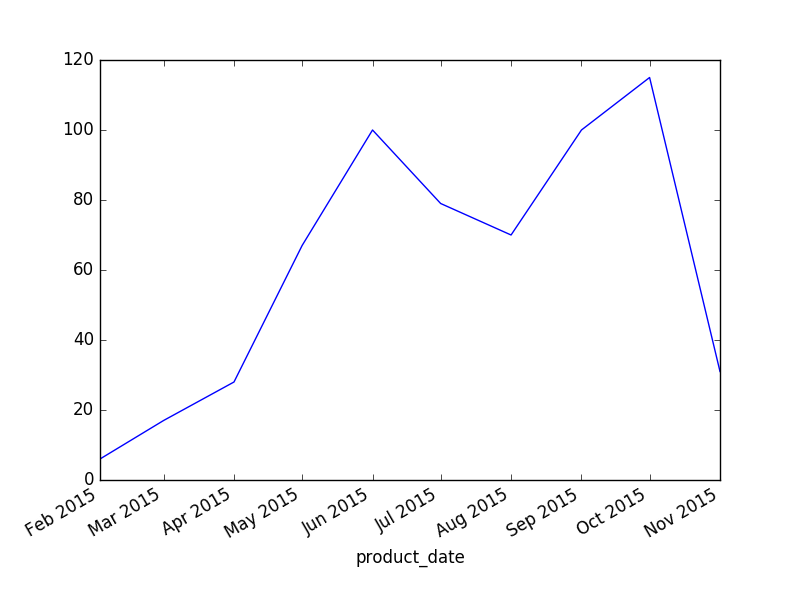 120
100
80
60
40
20
0
Feb 2015
Mar 2015
Apr 2015
May 2015
Jun 2015
Jul 2015
Aug 2015
Sep 2015
Oct 2015
Nov 2015
product_date